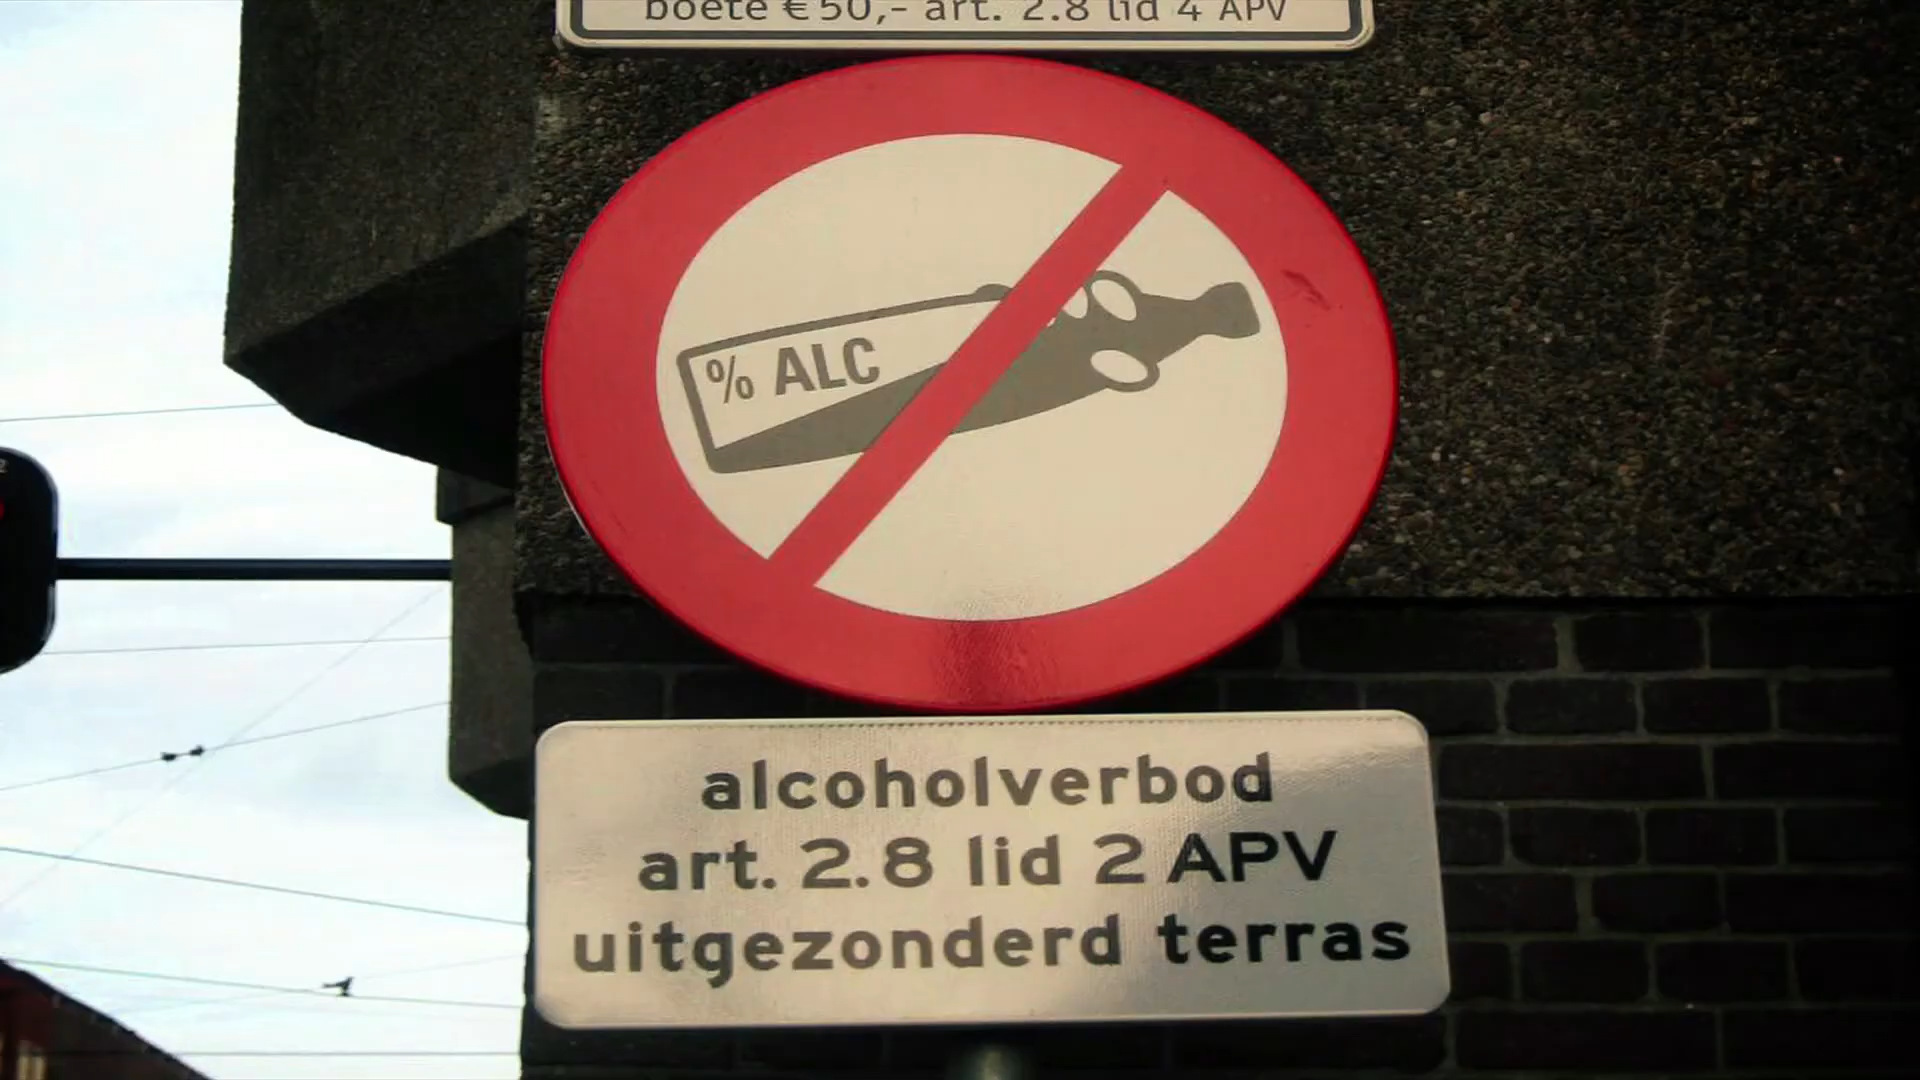 boete €50,- art. 2.8 lid 4 APV
% ALC
alcoholverbod
art. 2.8 lid 2 APV
uitgezonderd terras